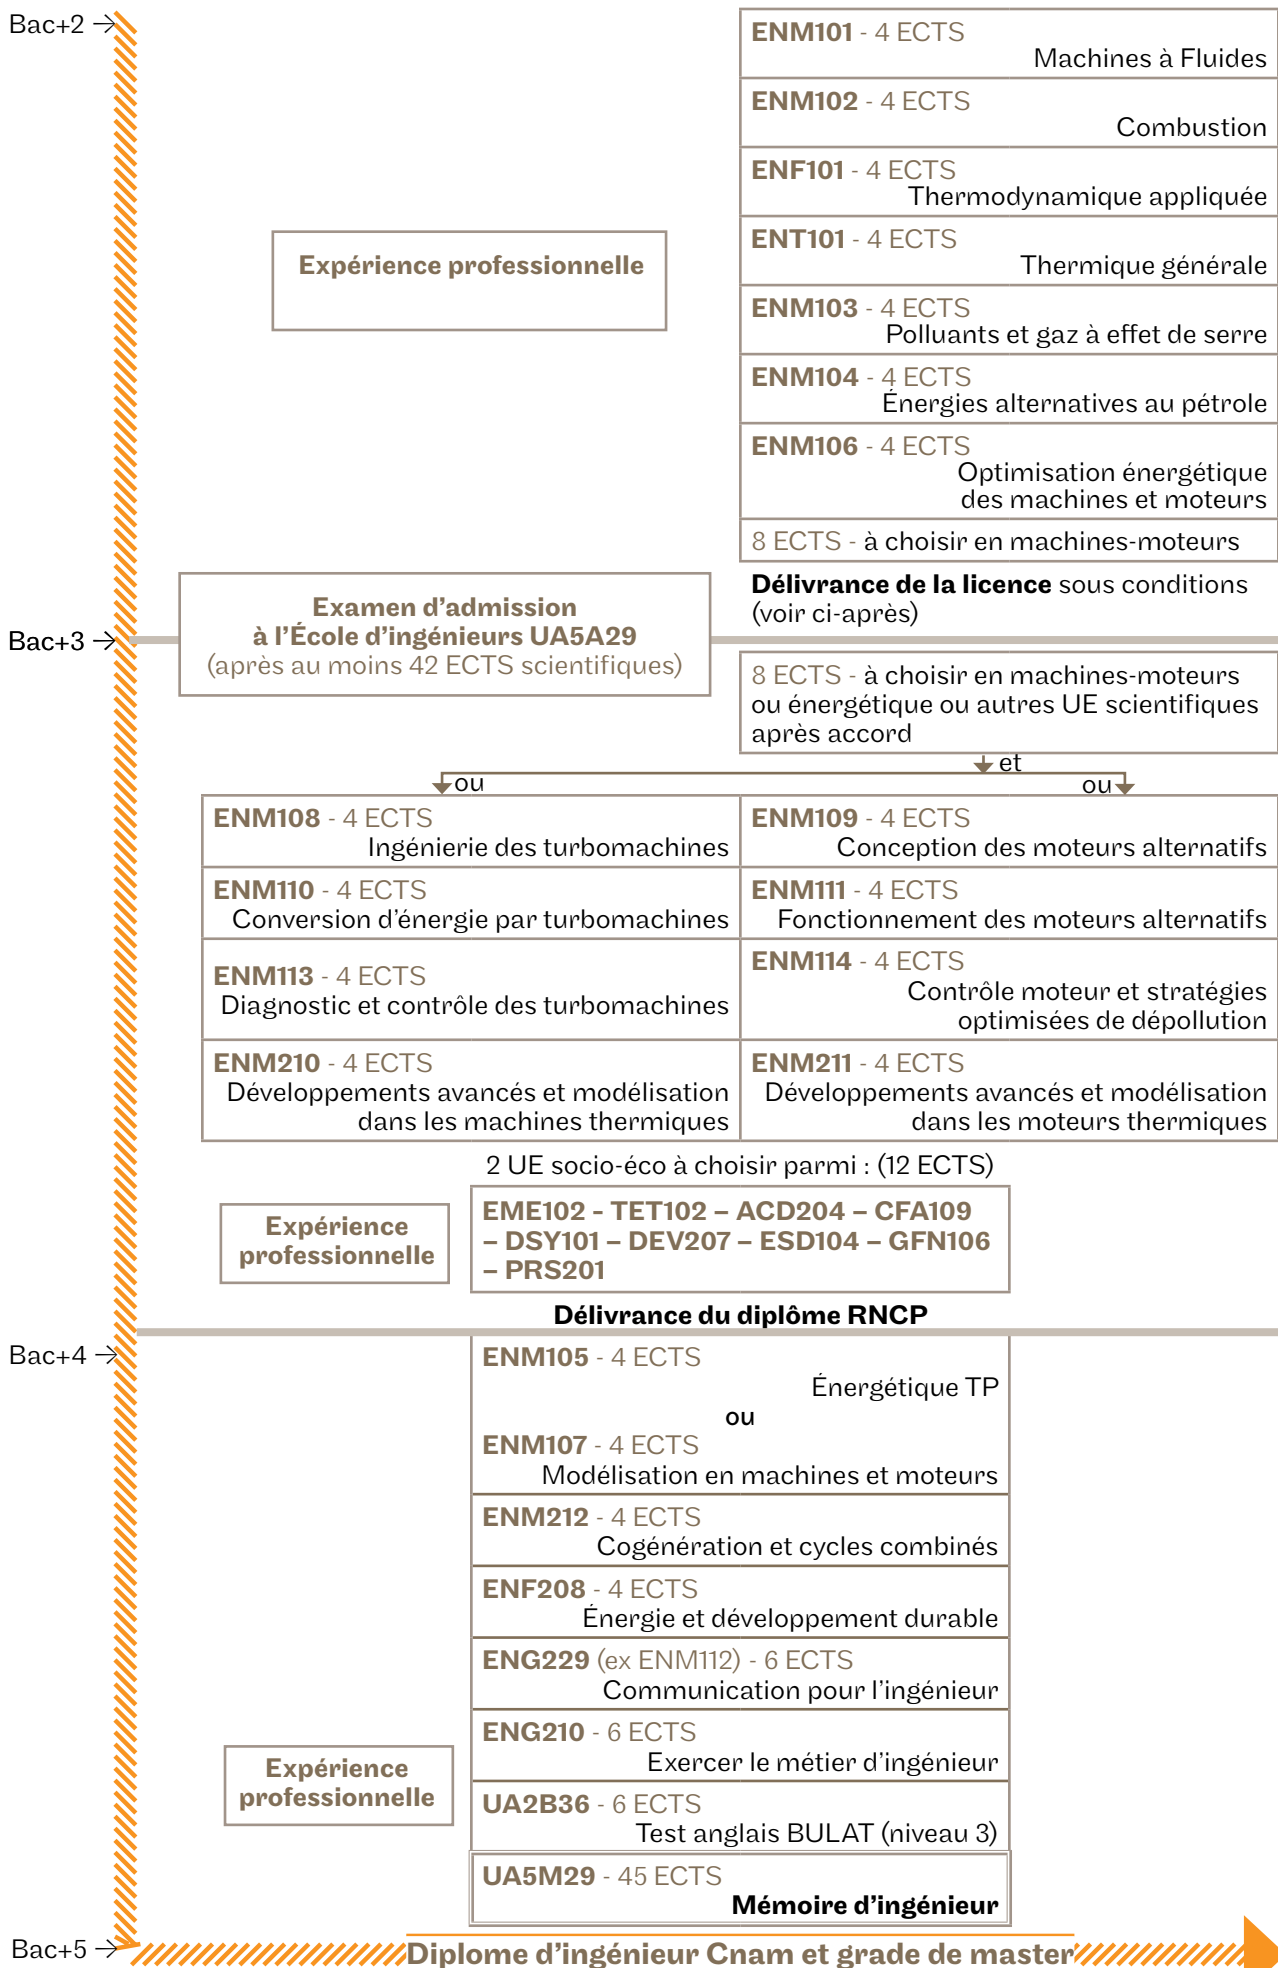 Bac+2 →
ENM101 - 4 ECTS
Machines à Fluides
ENM102 - 4 ECTS
Combustion
ENF101 - 4 ECTS
Thermodynamique appliquée
ENT101 - 4 ECTS
Thermique générale
Expérience professionnelle
ENM103 - 4 ECTS
Polluants et gaz à effet de serre
ENM104 - 4 ECTS
Énergies alternatives au pétrole
ENM106 - 4 ECTS
Optimisation énergétique
des machines et moteurs
8 ECTS - à choisir en machines-moteurs
Délivrance de la licence sous conditions
(voir ci-après)
Examen d'admission
à l'École d'ingénieurs UA5A29
(après au moins 42 ECTS scientifiques)
Bac+3 →
8 ECTS - à choisir en machines-moteurs
ou énergétique ou autres UE scientifiques
après accord
et
ou
ou
ENM108 - 4 ECTS
Ingénierie des turbomachines
ENM109 - 4 ECTS
Conception des moteurs alternatifs
ENM110 - 4 ECTS
Conversion d'énergie par turbomachines
ENM111 - 4 ECTS
Fonctionnement des moteurs alternatifs
ENM113 - 4 ECTS
Diagnostic et contrôle des turbomachines
ENM114 - 4 ECTS
Contrôle moteur et stratégies
optimisées de dépollution
ENM210 - 4 ECTS
Développements avancés et modélisation
dans les machines thermiques
ENM211 - 4 ECTS
Développements avancés et modélisation
dans les moteurs thermiques
2 UE socio-éco à choisir parmi : (12 ECTS)
Expérience
professionnelle
EME102 - TET102 – ACD204 – CFA109
– DSY101 – DEV207 – ESD104 – GFN106
– PRS201
Délivrance du diplôme RNCP
Bac+4 →
ENM105 - 4 ECTS
Énergétique TP
ou
ENM107 - 4 ECTS
Modélisation en machines et moteurs
ENM212 - 4 ECTS
Cogénération et cycles combinés
ENF208 - 4 ECTS
Énergie et développement durable
ENG229 (ex ENM112) - 6 ECTS
Communication pour l'ingénieur
ENG210 - 6 ECTS
Exercer le métier d'ingénieur
Expérience
professionnelle
UA2B36 - 6 ECTS
Test anglais BULAT (niveau 3)
UA5M29 - 45 ECTS
Mémoire d'ingénieur
Bac+5 →
Diplome d'ingénieur Cnam et grade de master